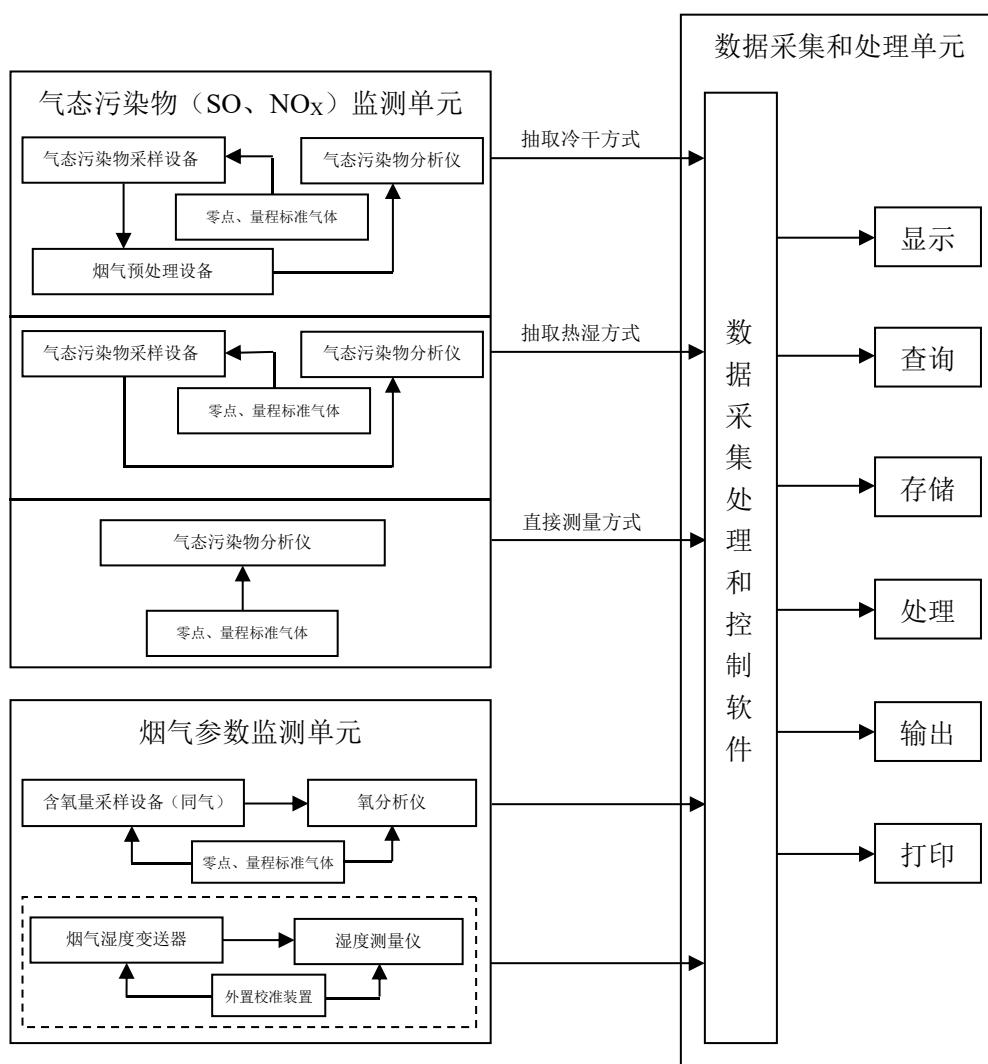 数据采集和处理单元
气态污染物（SO、NOX）监测单元
气态污染物采样设备
气态污染物分析仪
零点、量程标准气体
烟气预处理设备
抽取冷干方式
气态污染物采样设备
气态污染物分析仪
零点、量程标准气体
抽取热湿方式
气态污染物分析仪
零点、量程标准气体
直接测量方式
烟气参数监测单元
含氧量采样设备（同气）
氧分析仪
零点、量程标准气体
烟气湿度变送器
湿度测量仪
外置校准装置
数据采集处理和控制软件
显示
查询
存储
处理
输出
打印